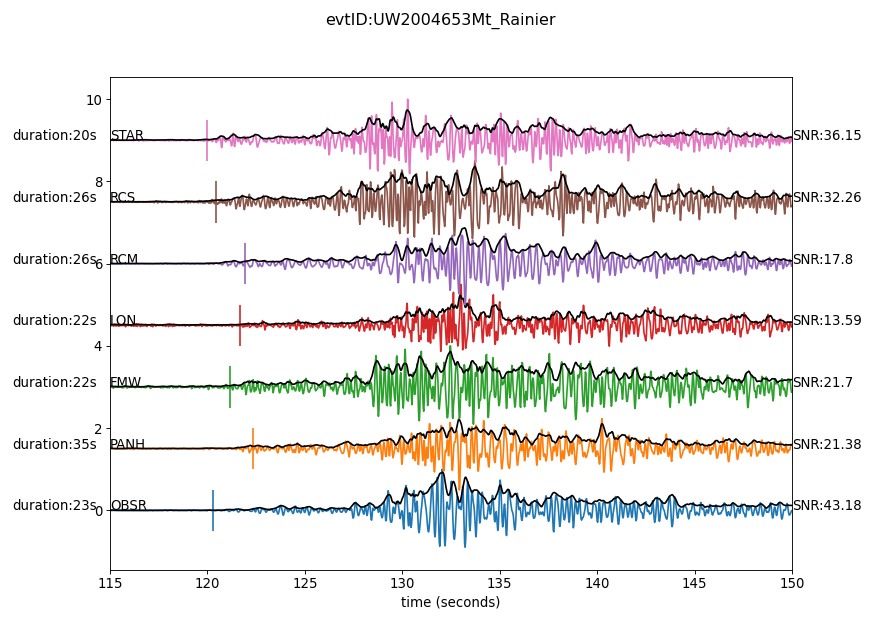 evtID:UW2004653Mt_Rainier
10
duration:20s STAR SNR:36.15
8
duration:26s RCS SNR:32.26
duration:26s RCM SNR:17.8
6
duration:22s LON SNR:13.59
4
duration:22s FMW SNR:21.7
2
duration:35s PANH SNR:21.38
duration:23s OBSR SNR:43.18
0
115 120 125 130 135 140 145 150
time (seconds)